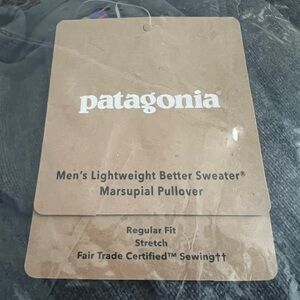 patagonia®
Men's Lightweight Better Sweater®
Marsupial Pullover
Regular Fit
Stretch
Fair Trade Certified™ Sewing††